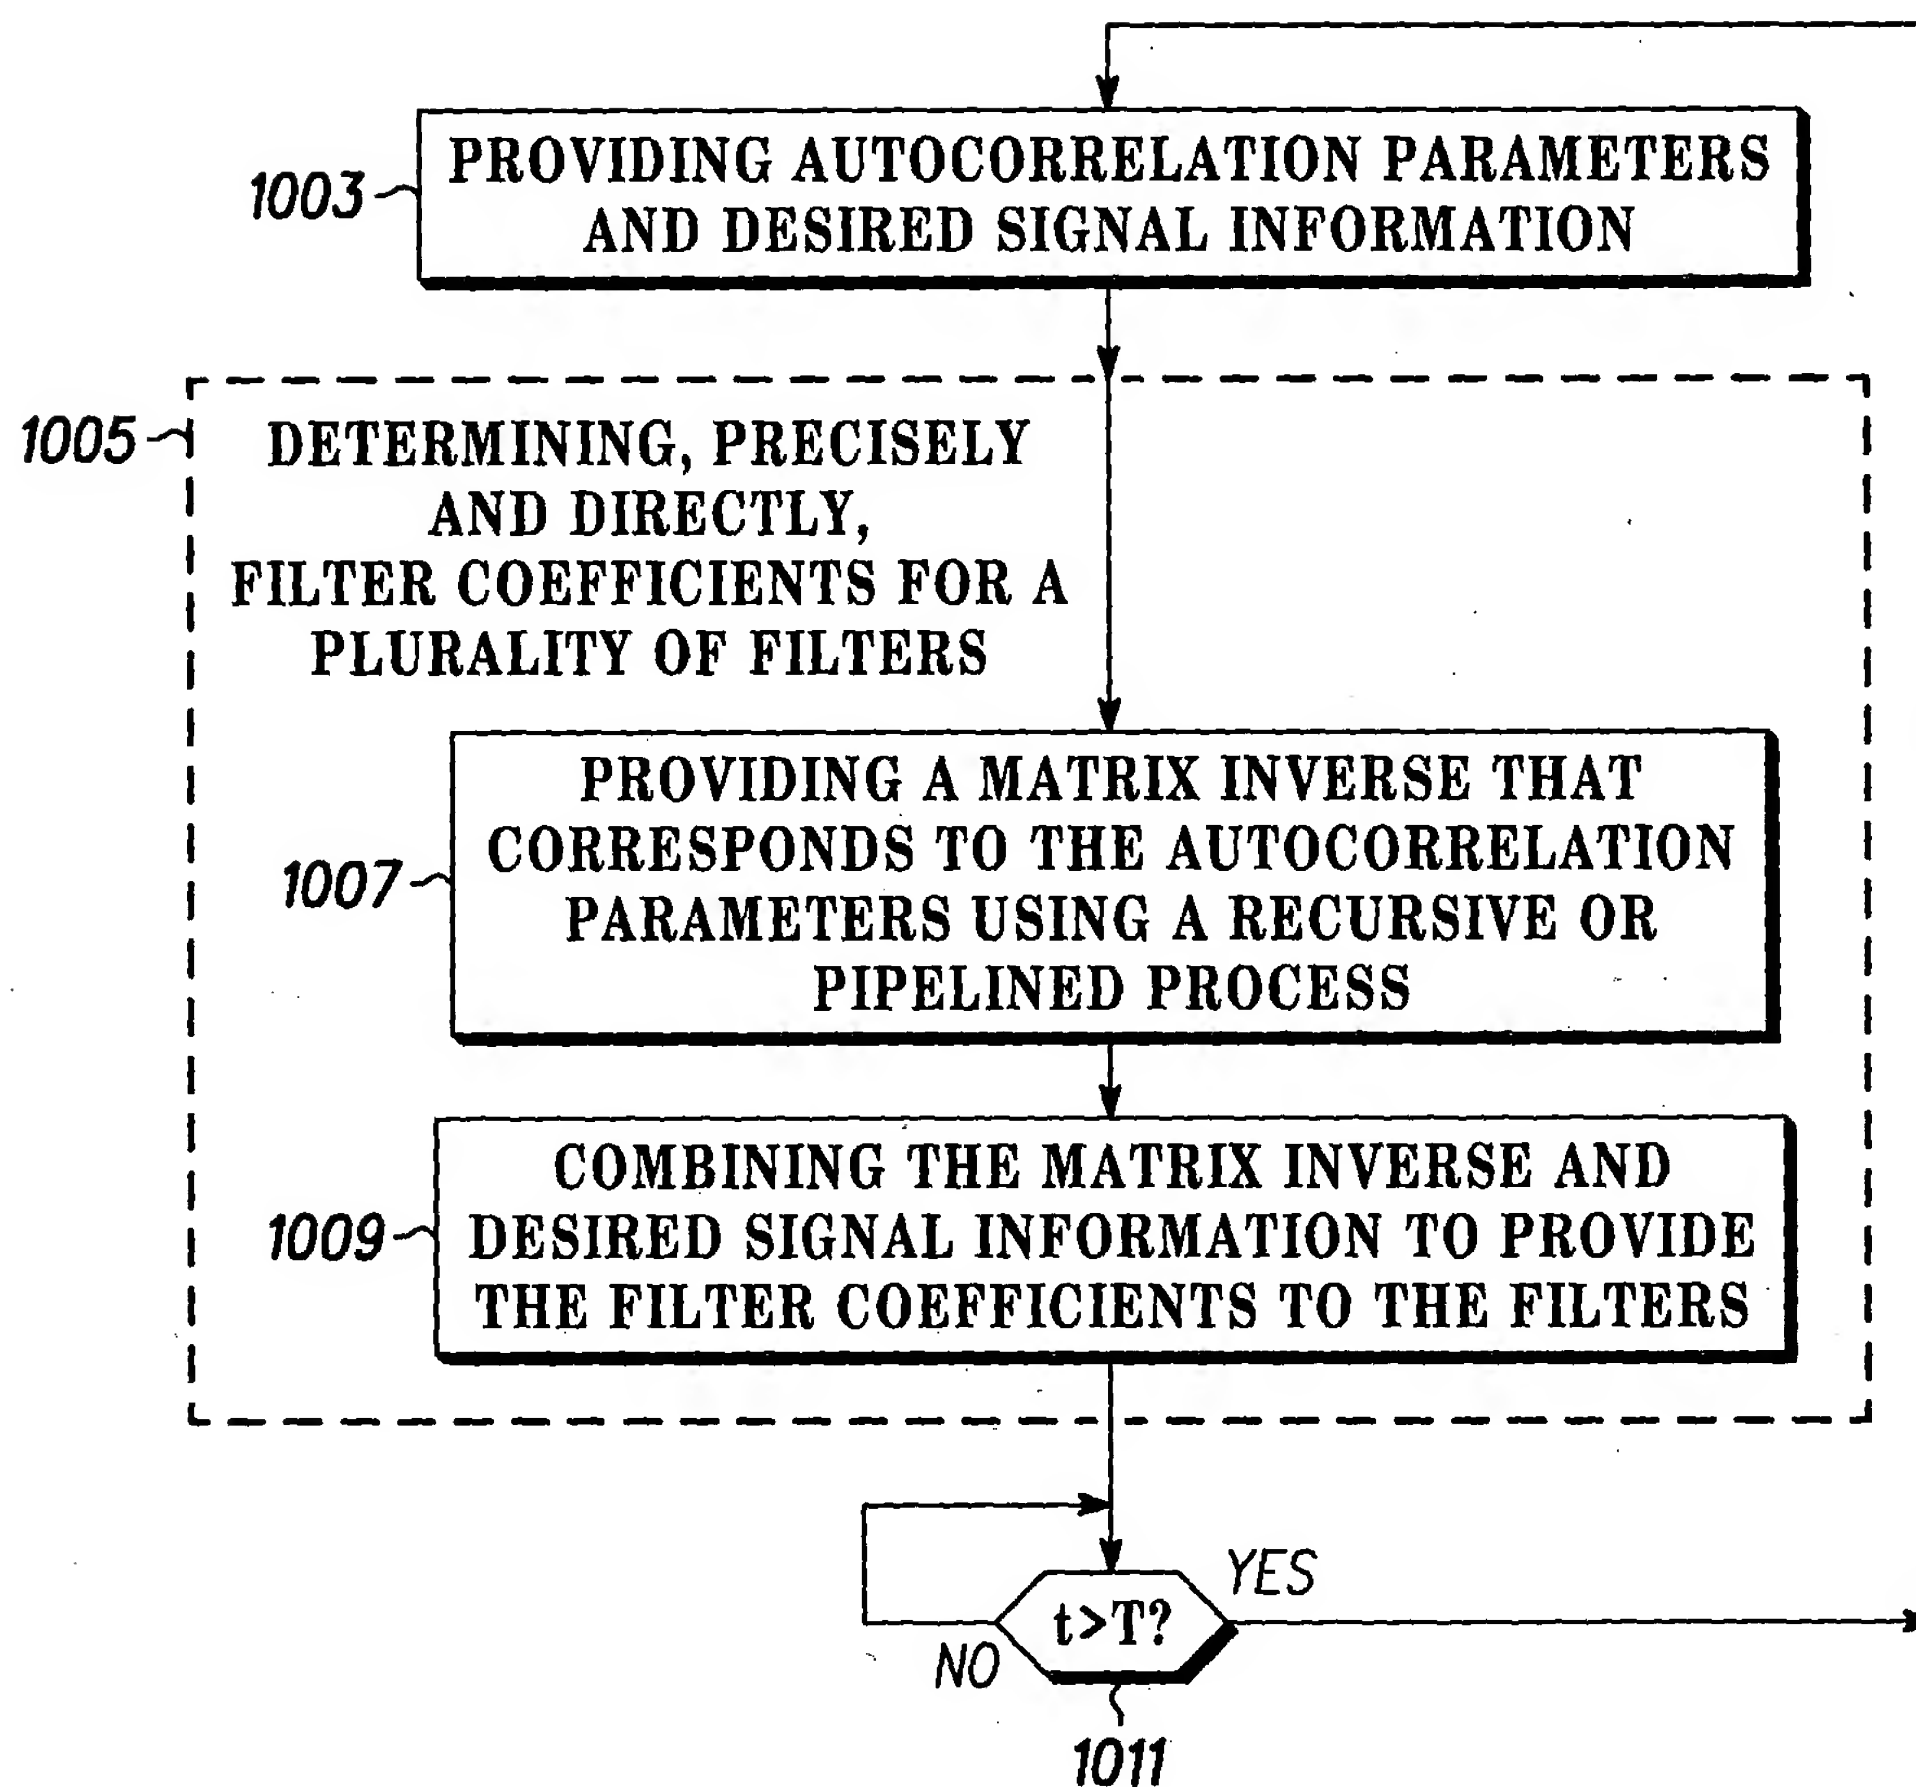 1003
PROVIDING AUTOCORRELATION PARAMETERS
AND DESIRED SIGNAL INFORMATION
1005
DETERMINING, PRECISELY
AND DIRECTLY,
FILTER COEFFICIENTS FOR A
PLURALITY OF FILTERS
1007
PROVIDING A MATRIX INVERSE THAT
CORRESPONDS TO THE AUTOCORRELATION
PARAMETERS USING A RECURSIVE OR
PIPELINED PROCESS
1009
COMBINING THE MATRIX INVERSE AND
DESIRED SIGNAL INFORMATION TO PROVIDE
THE FILTER COEFFICIENTS TO THE FILTERS
YES
t>T?
NO
1011